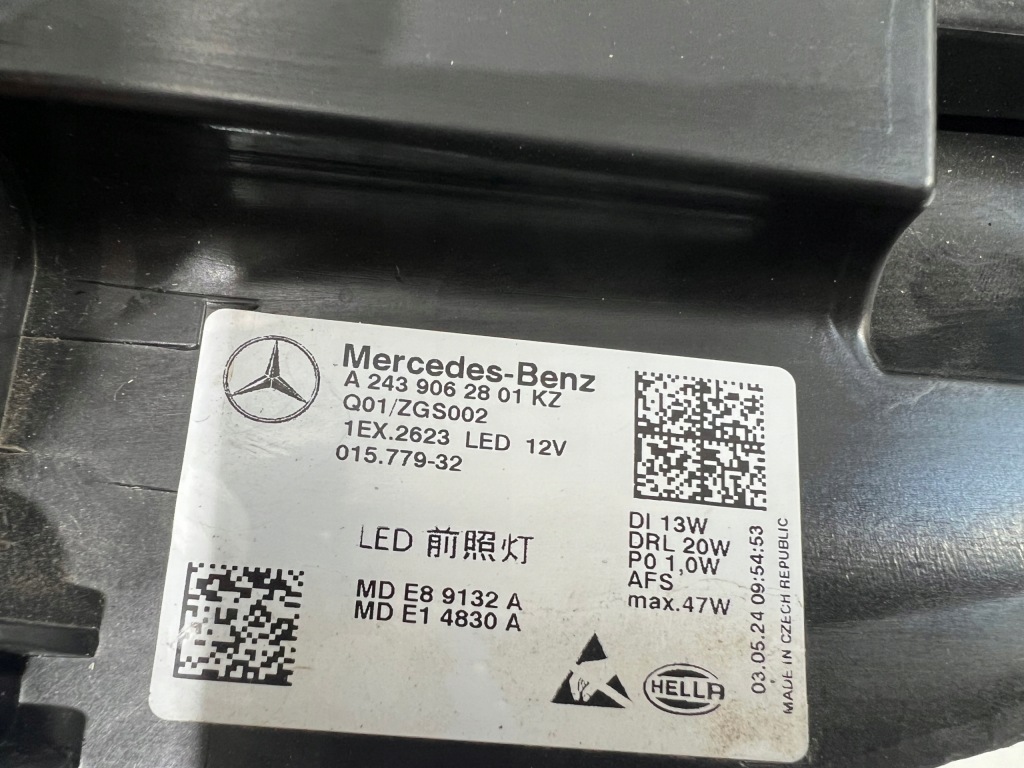 Mercedes-Benz
A 243 906 28 01 KZ
Q01/ZGS002
1EX.2623 LED 12V
015.779-32
LED 前照灯
MD E8 9132 A
MD E1 4830 A
DI 13W
DRL 20W
P0 1,0W
AFS
max.47W
HELLA
03.05.24 09:54:53
MADE IN CZECH REPUBLIC